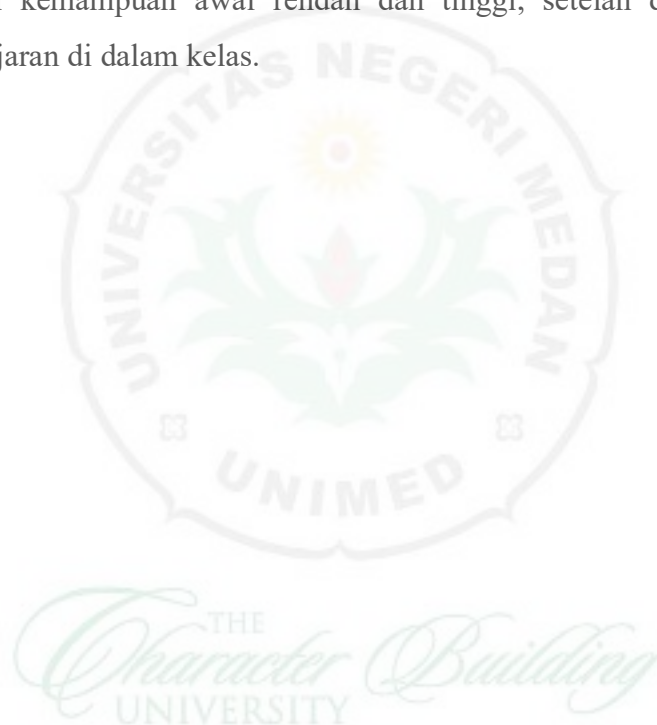 kemampuan awal rendah dan tinggi, setelah
jaran di dalam kelas.
UNIVERSITAS NEGERI MEDAN
UNIMED
THE
Character Building
UNIVERSITY